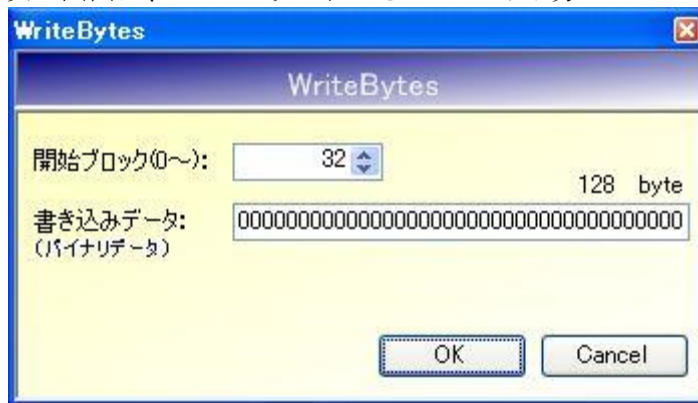 WriteBytes
WriteBytes
開始ブロック(0～):
32
128 byte
書き込みデータ:
(バイナリデータ)
OK
Cancel